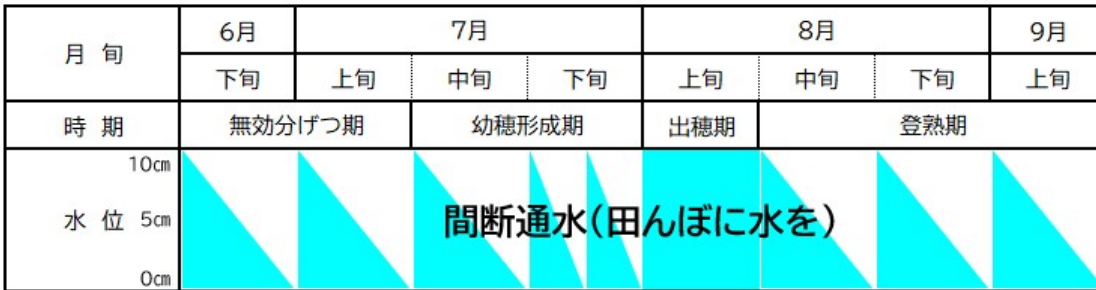 月 旬
6月 7月 8月 9月
下旬 上旬 中旬 下旬 上旬 中旬 下旬 上旬
時 期 無効分げつ期 幼穂形成期 出穂期 登熟期
10㎝
水 位 5㎝
間断通水(田んぼに水を)
0㎝